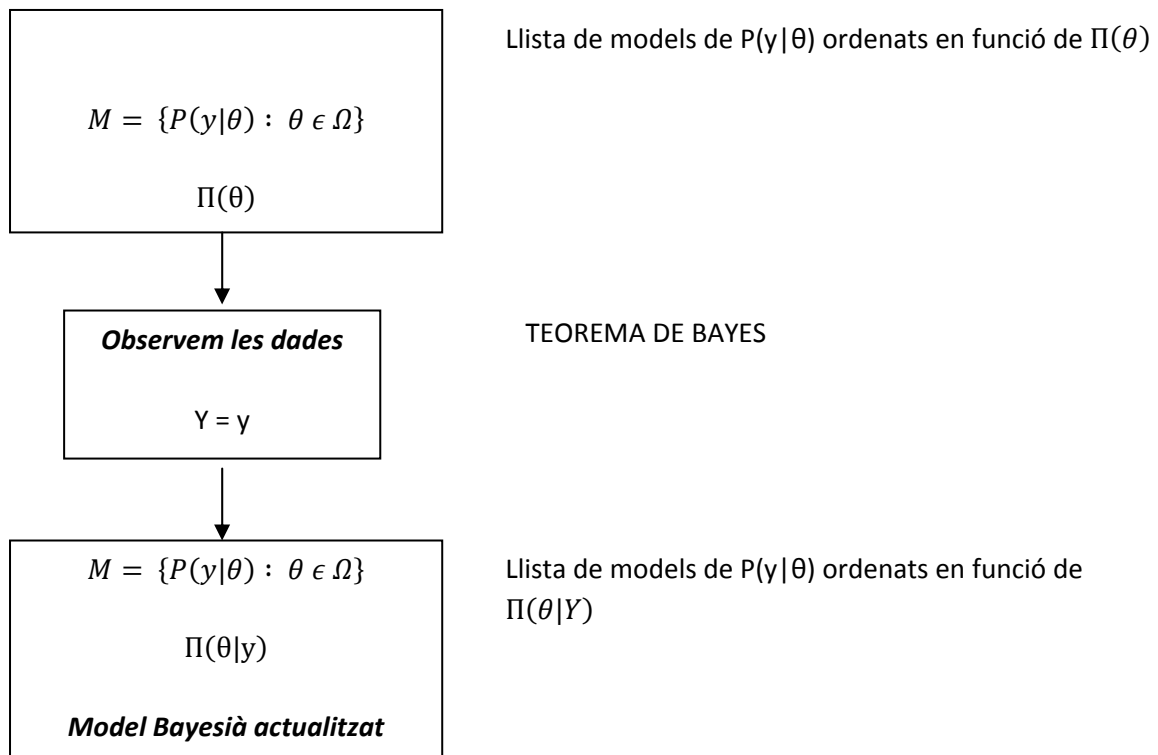 Llista de models de P(y|θ) ordenats en funció de Π(θ)
M = {P(y|θ) : θ ϵ Ω}
Π(θ)
Observem les dades
TEOREMA DE BAYES
Y = y
M = {P(y|θ) : θ ϵ Ω}
Llista de models de P(y|θ) ordenats en funció de
Π(θ|Y)
Π(θ|y)
Model Bayesià actualitzat